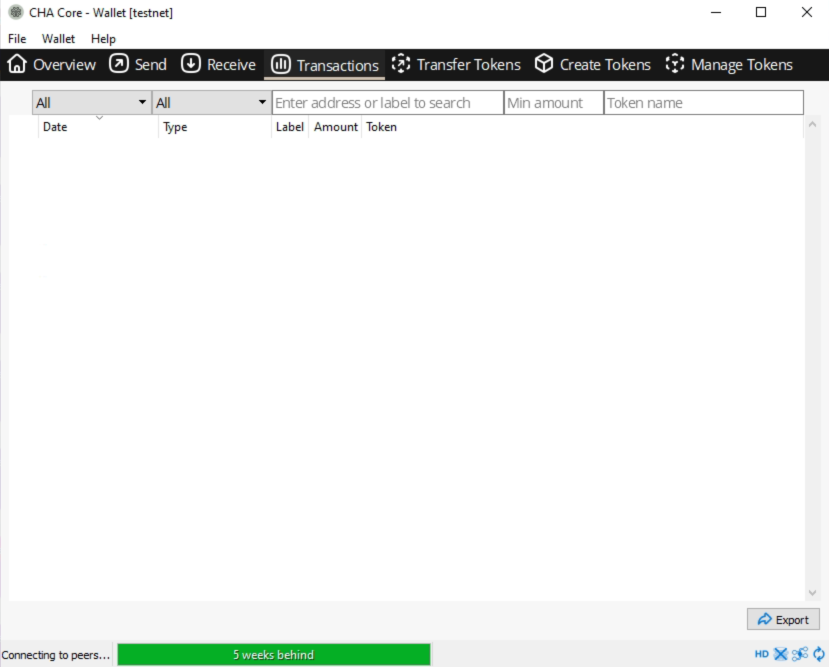 CHA Core - Wallet [testnet]
File Wallet Help
Overview Send Receive Transactions Transfer Tokens Create Tokens Manage Tokens
All All Enter address or label to search Min amount Token name
Date Type Label Amount Token
Export
Connecting to peers... 5 weeks behind HD